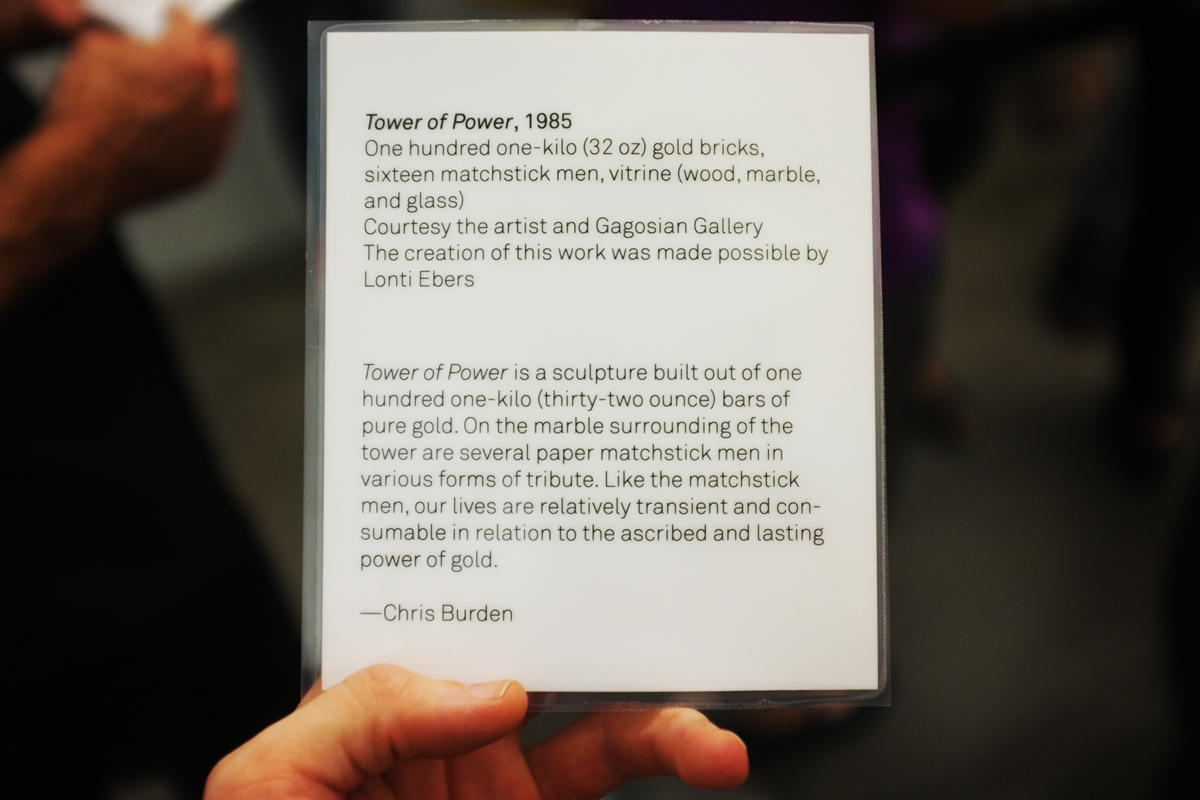 Tower of Power, 1985
One hundred one-kilo (32 oz) gold bricks,
sixteen matchstick men, vitrine (wood, marble,
and glass)
Courtesy the artist and Gagosian Gallery
The creation of this work was made possible by
Lonti Ebers
Tower of Power is a sculpture built out of one
hundred one-kilo (thirty-two ounce) bars of
pure gold. On the marble surrounding of the
tower are several paper matchstick men in
various forms of tribute. Like the matchstick
men, our lives are relatively transient and con-
sumable in relation to the ascribed and lasting
power of gold.
—Chris Burden